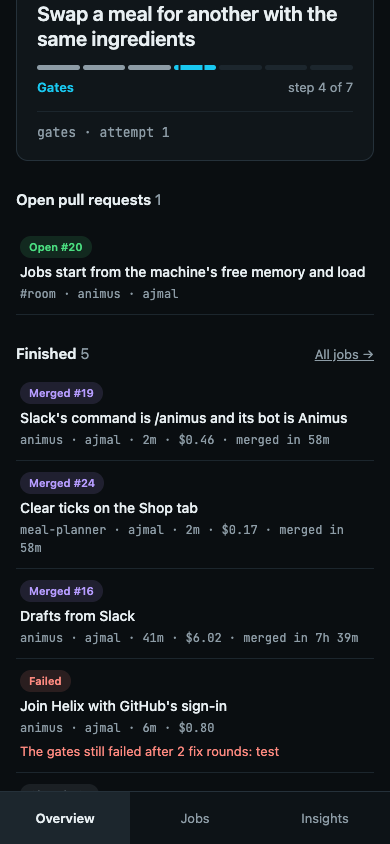 Swap a meal for another with the
same ingredients
Gates
step 4 of 7
gates · attempt 1
Open pull requests 1
Open #20
Jobs start from the machine's free memory and load
#room · animus · ajmal
Finished 5
All jobs →
Merged #19
Slack's command is /animus and its bot is Animus
animus · ajmal · 2m · $0.46 · merged in 58m
Merged #24
Clear ticks on the Shop tab
meal-planner · ajmal · 2m · $0.17 · merged in
58m
Merged #16
Drafts from Slack
animus · ajmal · 41m · $6.02 · merged in 7h 39m
Failed
Join Helix with GitHub's sign-in
animus · ajmal · 6m · $0.80
The gates still failed after 2 fix rounds: test
Overview
Jobs
Insights